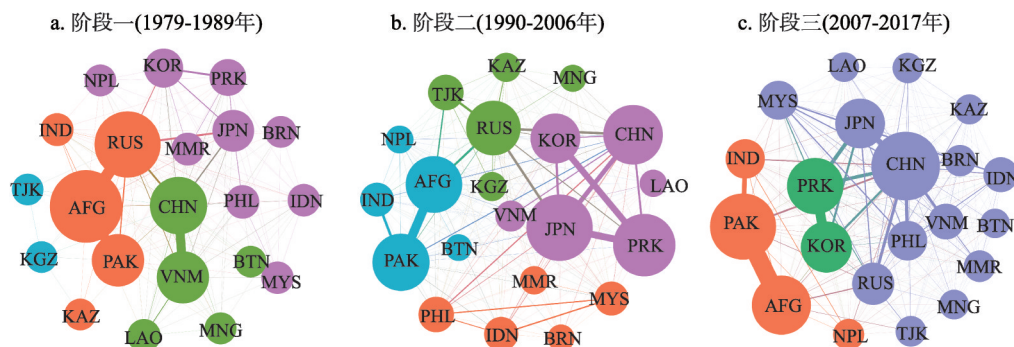 a. 阶段一(1979-1989年)
KOR
NPL
PRK
IND
RUS
JPN
BRN
MMR
TJK
AFG
CHN
PHL
IDN
KGZ
PAK
VNM
BTN
MYS
KAZ
LAO
MNG
b. 阶段二(1990-2006年)
KAZ
MNG
TJK
RUS
KOR
CHN
NPL
AFG
KGZ
LAO
IND
VNM
JPN
PRK
PAK
BTN
MMR
MYS
PHL
IDN
BRN
c. 阶段三(2007-2017年)
LAO
KGZ
MYS
JPN
KAZ
IND
CHN
BRN
IDN
PRK
PAK
VNM
BTN
KOR
PHL
MMR
RUS
AFG
MNG
NPL
TJK